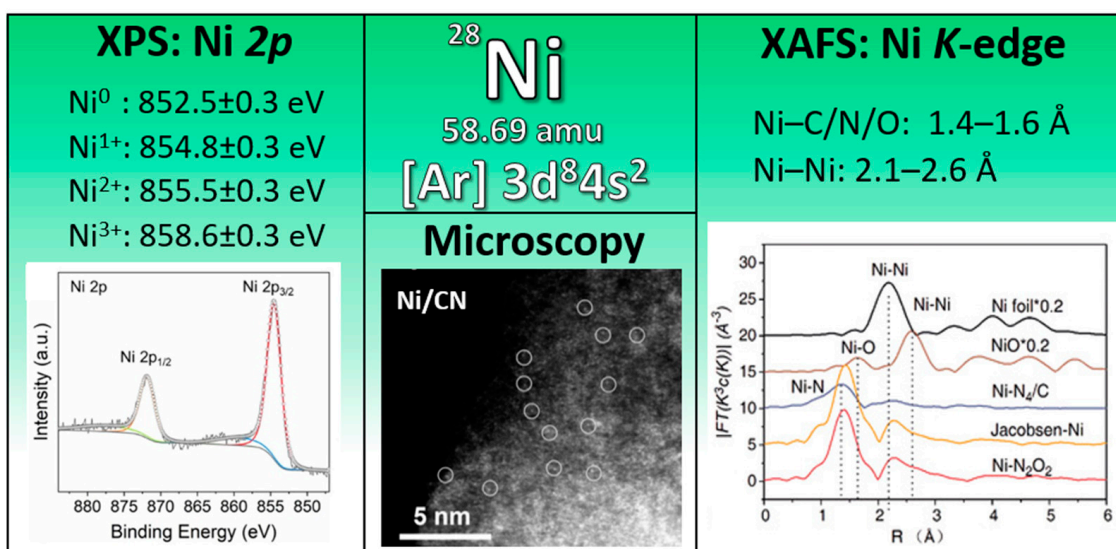 XPS: Ni 2p
Ni⁰ : 852.5±0.3 eV
Ni¹⁺: 854.8±0.3 eV
Ni²⁺: 855.5±0.3 eV
Ni³⁺: 858.6±0.3 eV
Ni 2p
Ni 2p₃/₂
Ni 2p₁/₂
Intensity (a.u.)
880 875 870 865 860 855 850
Binding Energy (eV)
²⁸Ni
58.69 amu
[Ar] 3d⁸4s²
Microscopy
Ni/CN
5 nm
XAFS: Ni K-edge
Ni–C/N/O: 1.4–1.6 Å
Ni–Ni: 2.1–2.6 Å
|FT(K³c(K))| (Å⁻³)
30
25
20
15
10
5
0
Ni–Ni
Ni–Ni
Ni foil*0.2
Ni–O
NiO*0.2
Ni–N
Ni-N₄/C
Jacobsen-Ni
Ni-N₂O₂
0 1 2 3 4 5 6
R (Å)